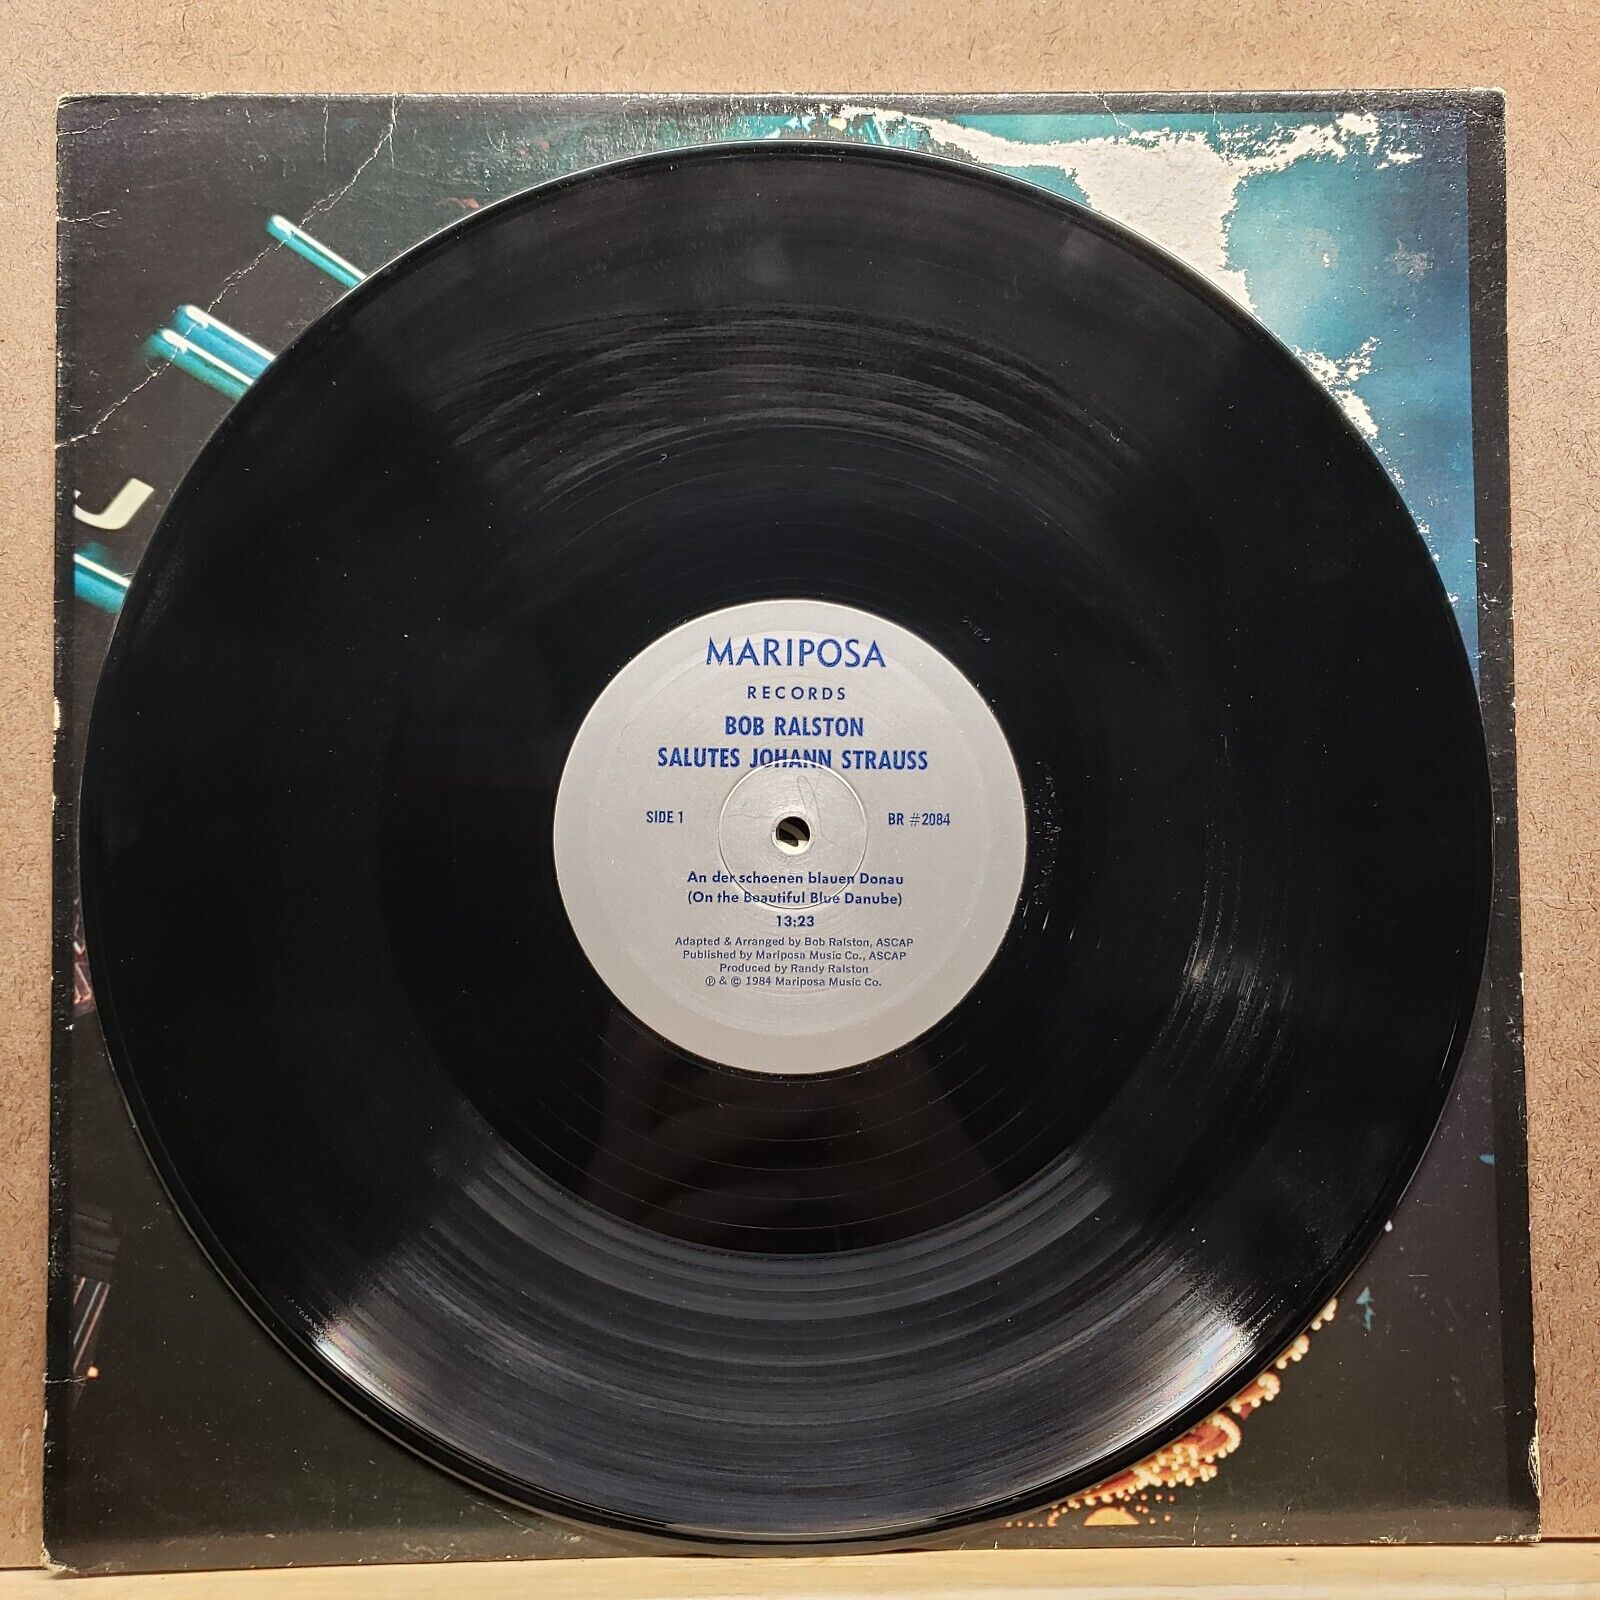 MARIPOSA
RECORDS
BOB RALSTON
SALUTES JOHANN STRAUSS
SIDE 1
BR #2084
An der schoenen blauen Donau
(On the Beautiful Blue Danube)
13:23
Adapted & Arranged by Bob Ralston, ASCAP
Published by Mariposa Music Co., ASCAP
Produced by Randy Ralston
℗ & © 1984 Mariposa Music Co.